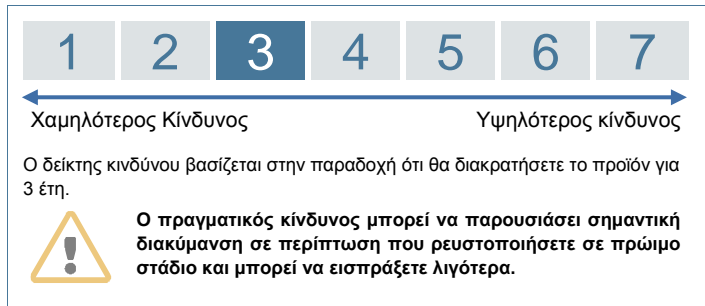 1 2 3 4 5 6 7
Χαμηλότερος Κίνδυνος Υψηλότερος κίνδυνος
Ο δείκτης κινδύνου βασίζεται στην παραδοχή ότι θα διακρατήσετε το προϊόν για
3 έτη.
Ο πραγματικός κίνδυνος μπορεί να παρουσιάσει σημαντική
διακύμανση σε περίπτωση που ρευστοποιήσετε σε πρώιμο
στάδιο και μπορεί να εισπράξετε λιγότερα.